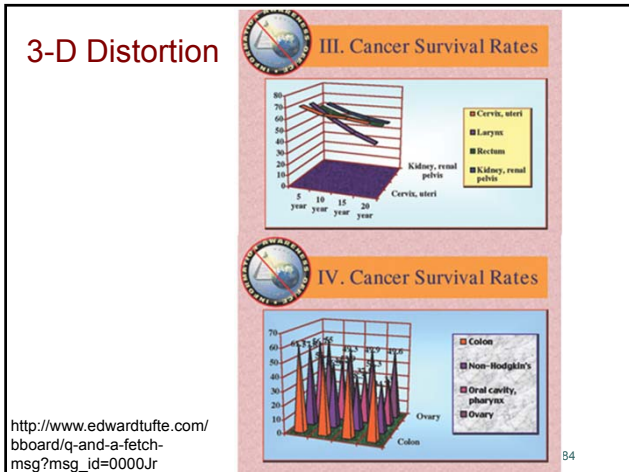 3-D Distortion
III. Cancer Survival Rates
80
70
60
50
40
30
20
10
0
5 year
10 year
15 year
20 year
Kidney, renal
pelvis
Cervix, uteri
Cervix, uteri
Larynx
Rectum
Kidney, renal
pelvis
IV. Cancer Survival Rates
70
60
50
40
30
20
10
0
Ovary
Colon
Colon
Non-Hodgkin's
Oral cavity,
pharynx
Ovary
http://www.edwardtufte.com/
bboard/q-and-a-fetch-
msg?msg_id=0000Jr
84